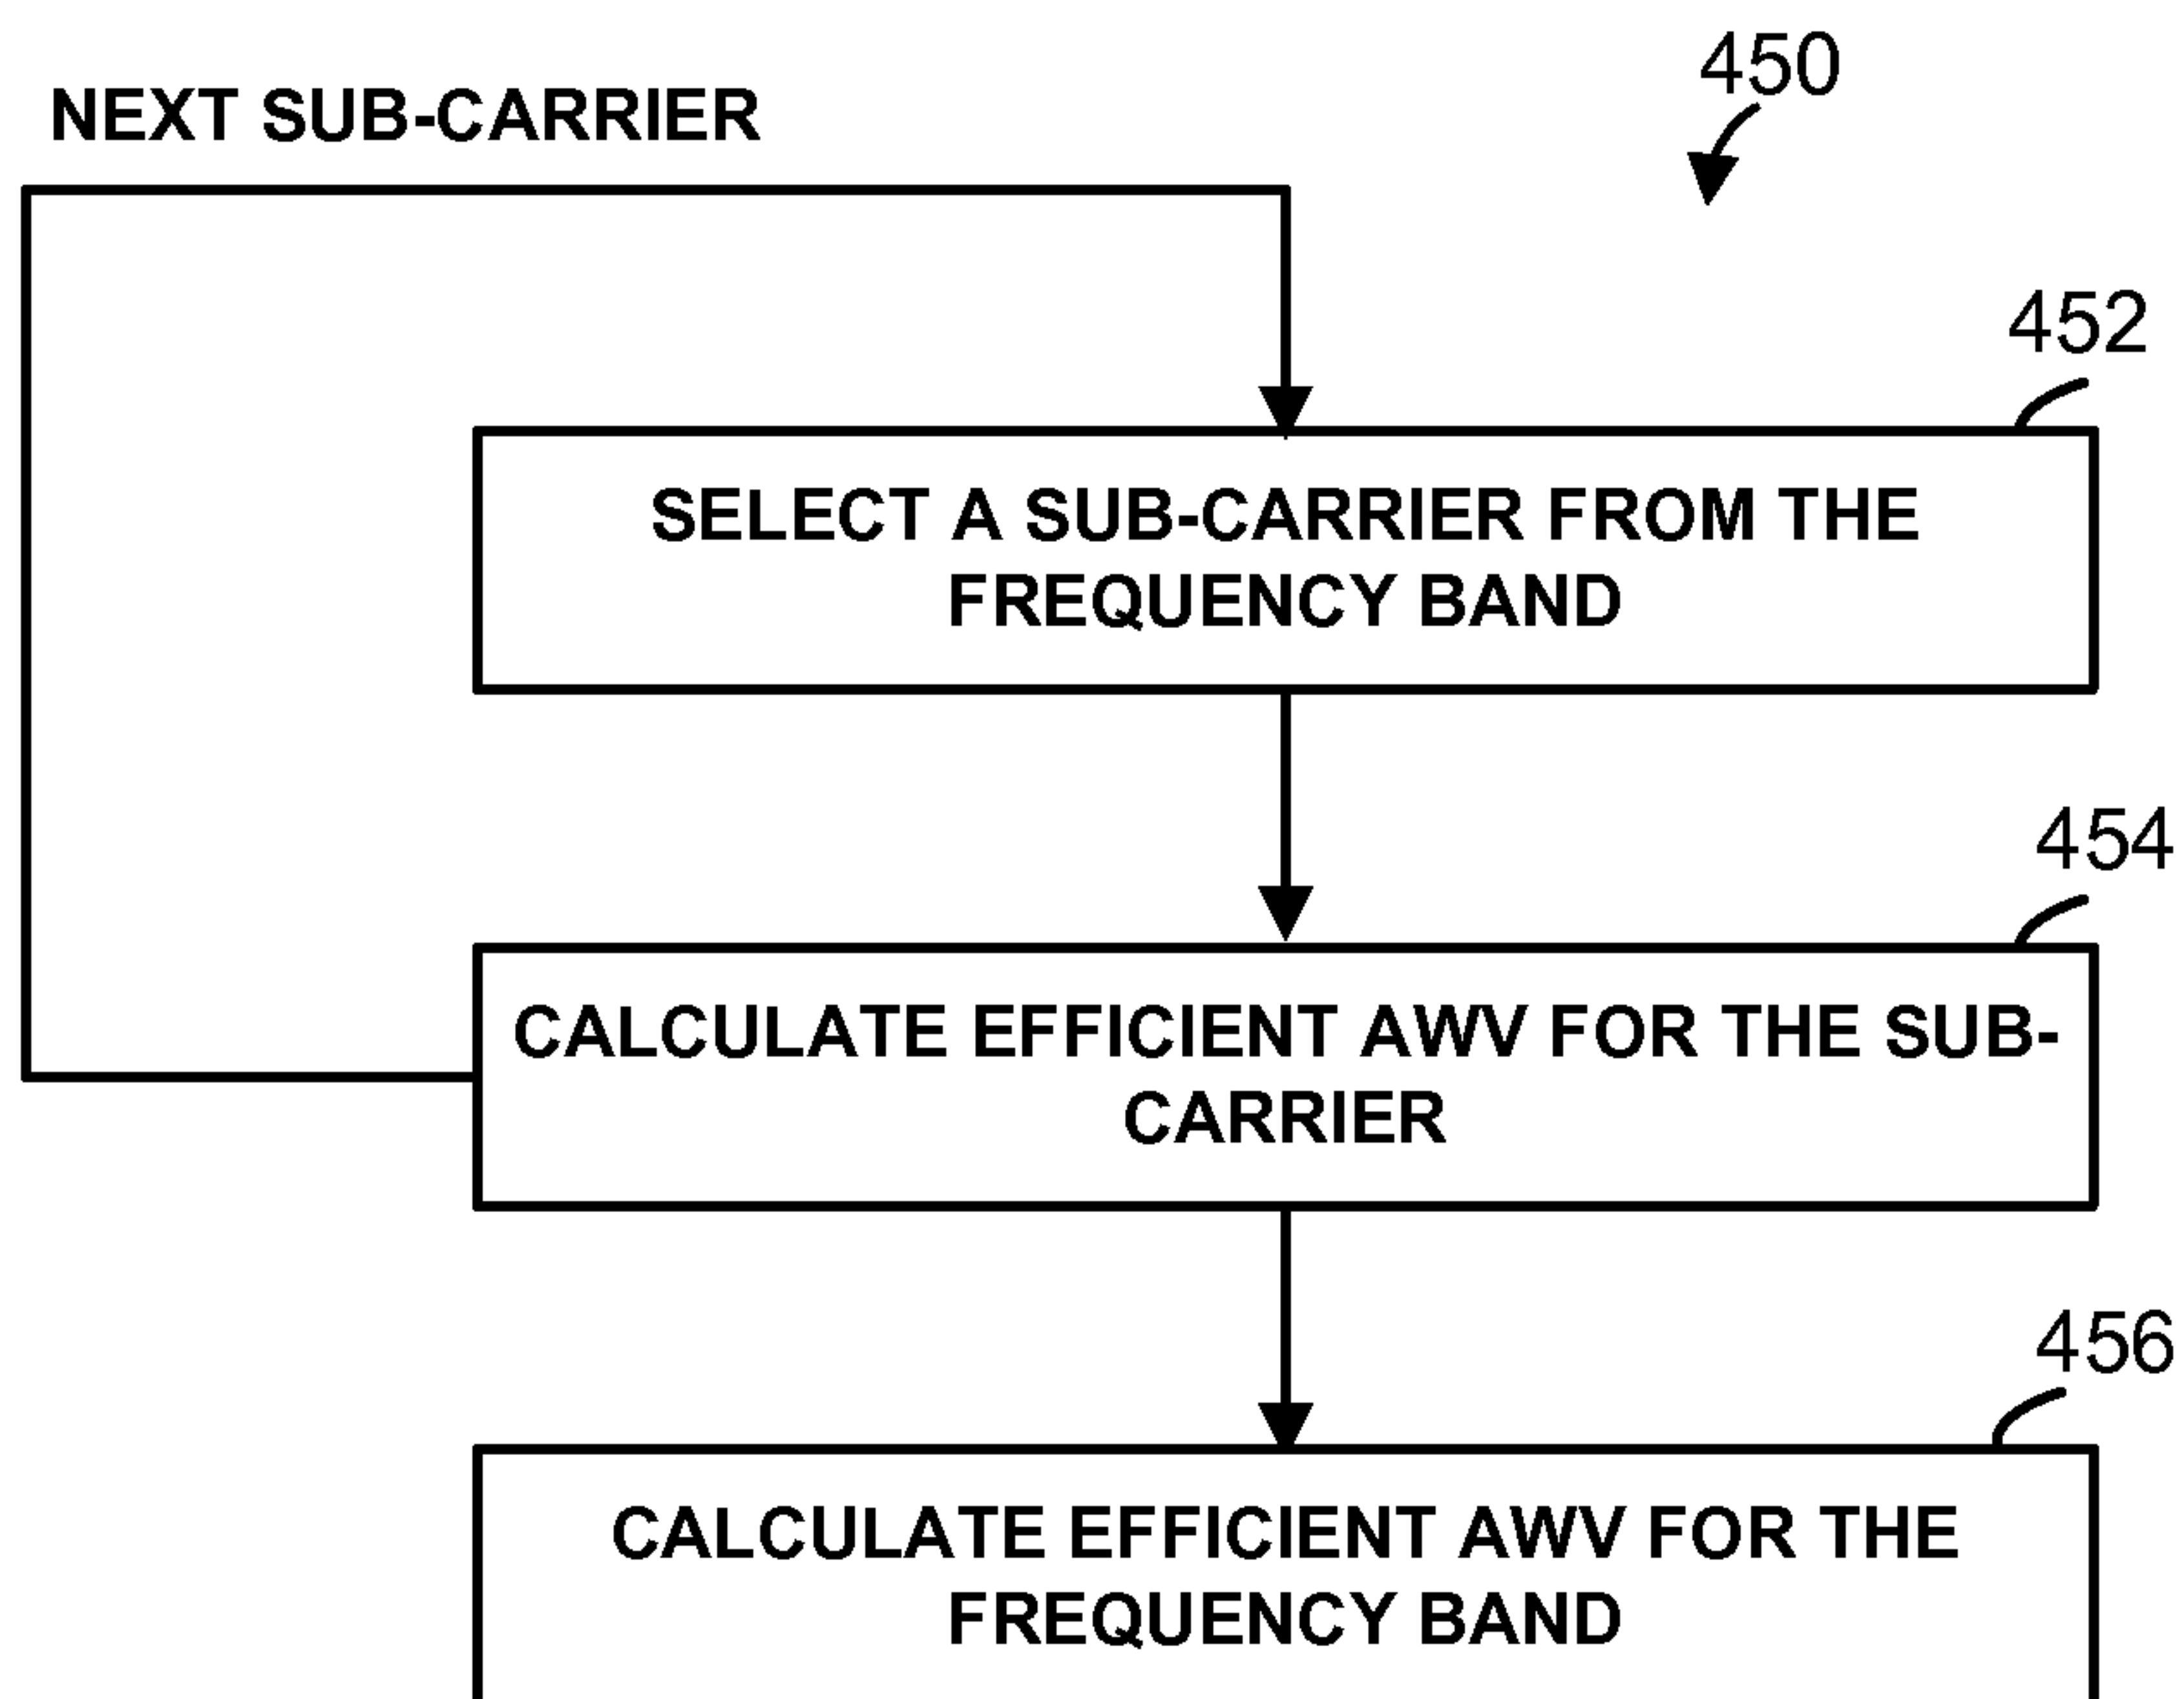 450
NEXT SUB-CARRIER
452
SELECT A SUB-CARRIER FROM THE
FREQUENCY BAND
454
CALCULATE EFFICIENT AWV FOR THE SUB-
CARRIER
456
CALCULATE EFFICIENT AWV FOR THE
FREQUENCY BAND